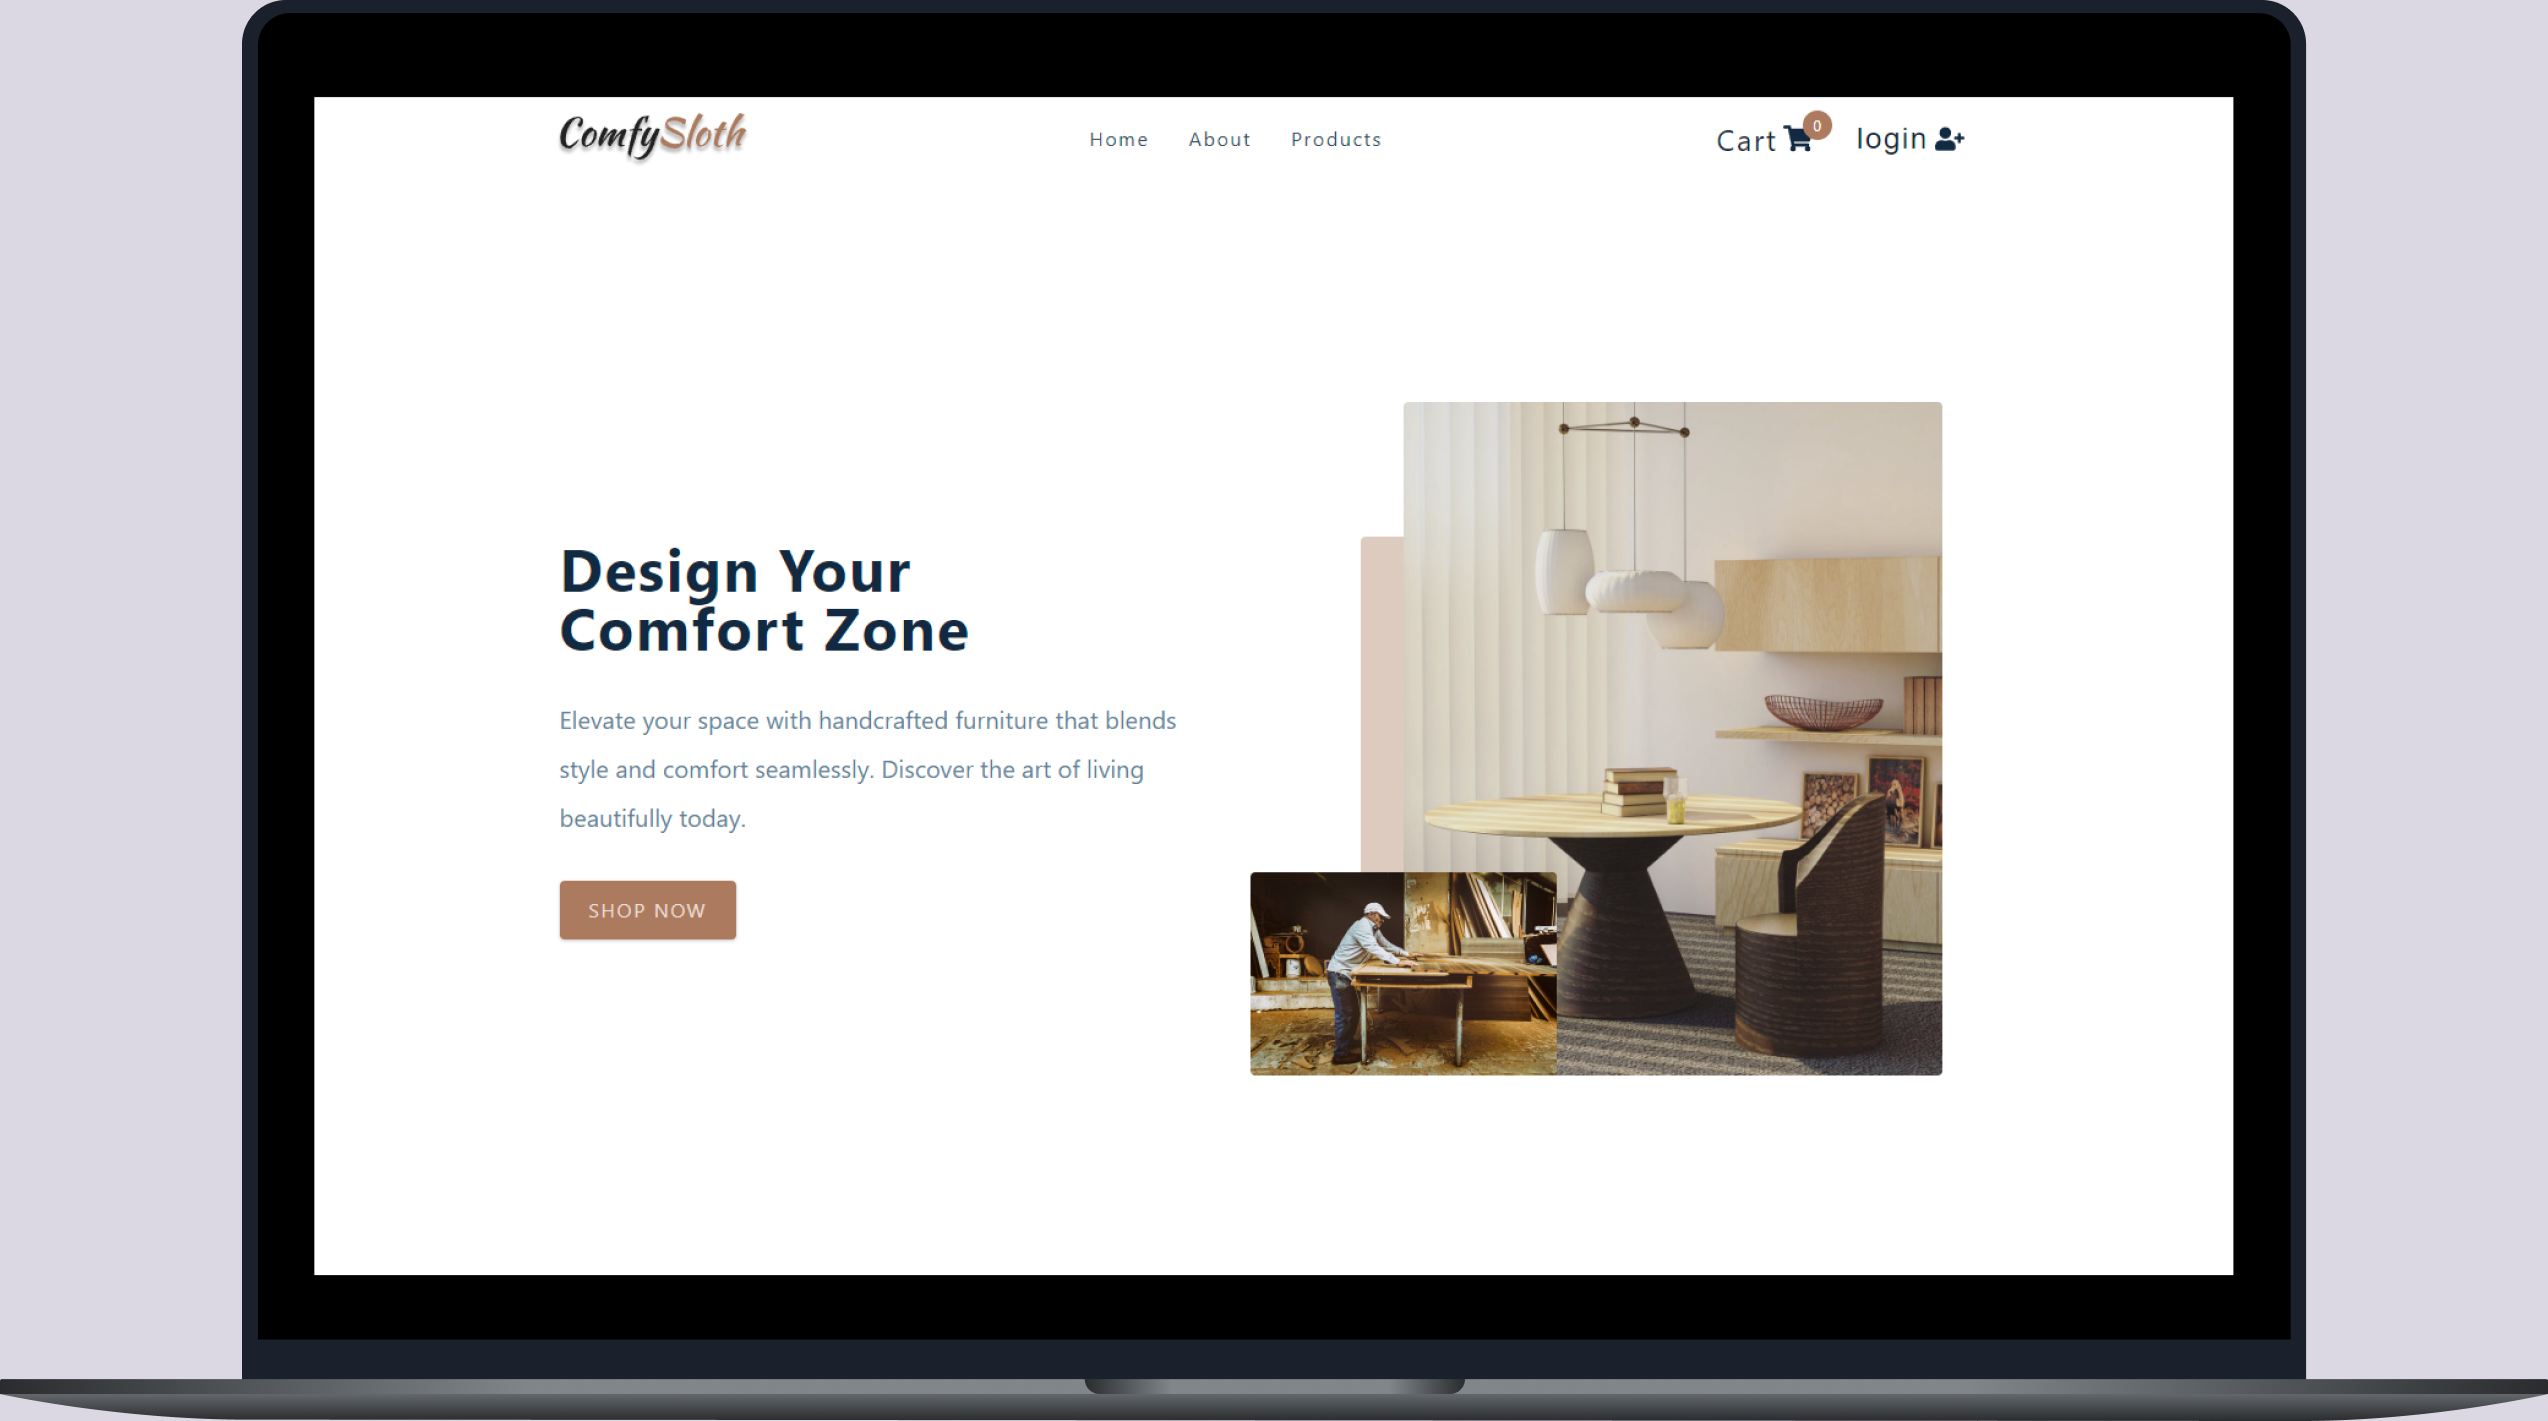 ComfySloth
Home About Products
Cart 0 login
Design Your
Comfort Zone
Elevate your space with handcrafted furniture that blends
style and comfort seamlessly. Discover the art of living
beautifully today.
SHOP NOW